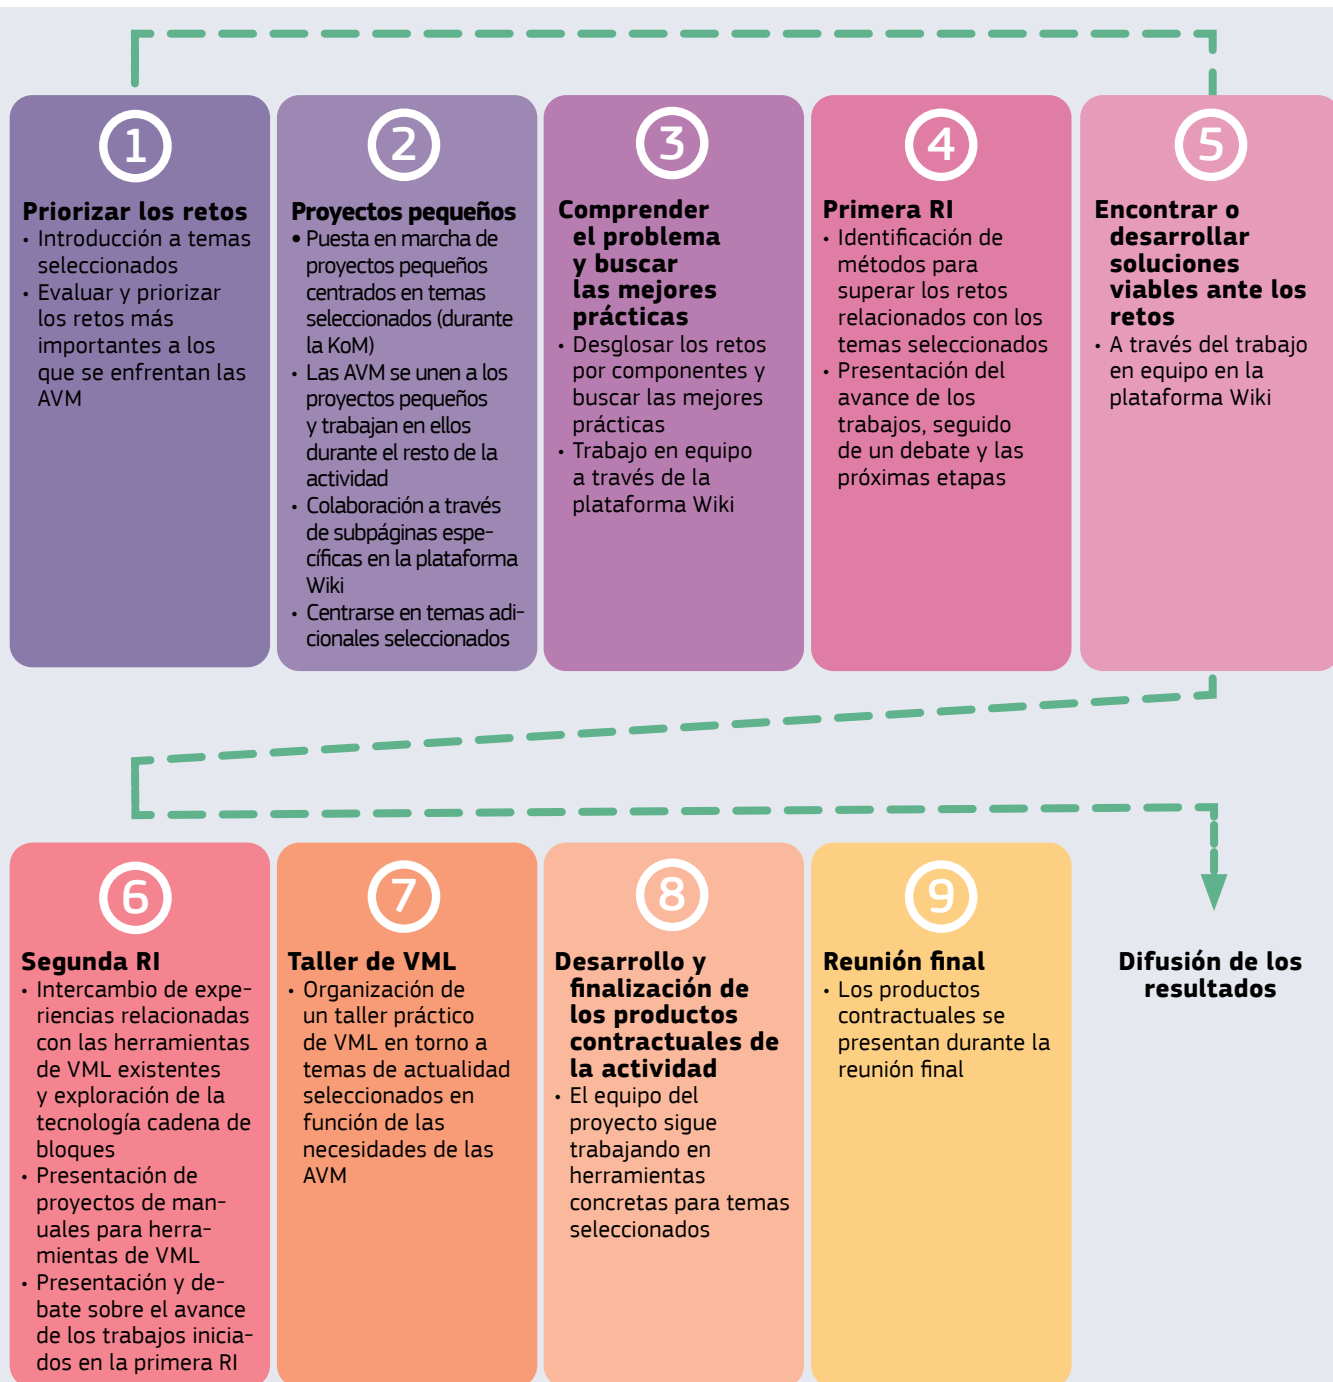 1
Priorizar los retos
• Introducción a temas
seleccionados
• Evaluar y priorizar
los retos más
importantes a los
que se enfrentan las
AVM
2
Proyectos pequeños
• Puesta en marcha de
proyectos pequeños
centrados en temas
seleccionados (durante
la KoM)
• Las AVM se unen a los
proyectos pequeños
y trabajan en ellos
durante el resto de la
actividad
• Colaboración a través
de subpáginas espe-
cíficas en la plataforma
Wiki
• Centrarse en temas adi-
cionales seleccionados
3
Comprender
el problema
y buscar
las mejores
prácticas
• Desglosar los retos
por componentes y
buscar las mejores
prácticas
• Trabajo en equipo
a través de la
plataforma Wiki
4
Primera RI
• Identificación de
métodos para
superar los retos
relacionados con los
temas seleccionados
• Presentación del
avance de los
trabajos, seguido
de un debate y las
próximas etapas
5
Encontrar o
desarrollar
soluciones
viables ante los
retos
• A través del trabajo
en equipo en la
plataforma Wiki
6
Segunda RI
• Intercambio de expe-
riencias relacionadas
con las herramientas
de VML existentes
y exploración de la
tecnología cadena de
bloques
• Presentación de
proyectos de man-
uales para herra-
mientas de VML
• Presentación y de-
bate sobre el avance
de los trabajos inicia-
dos en la primera RI
7
Taller de VML
• Organización de
un taller práctico
de VML en torno a
temas de actualidad
seleccionados en
función de las
necesidades de las
AVM
8
Desarrollo y
finalización de
los productos
contractuales de
la actividad
• El equipo del
proyecto sigue
trabajando en
herramientas
concretas para temas
seleccionados
9
Reunión final
• Los productos
contractuales se
presentan durante la
reunión final
Difusión de los
resultados